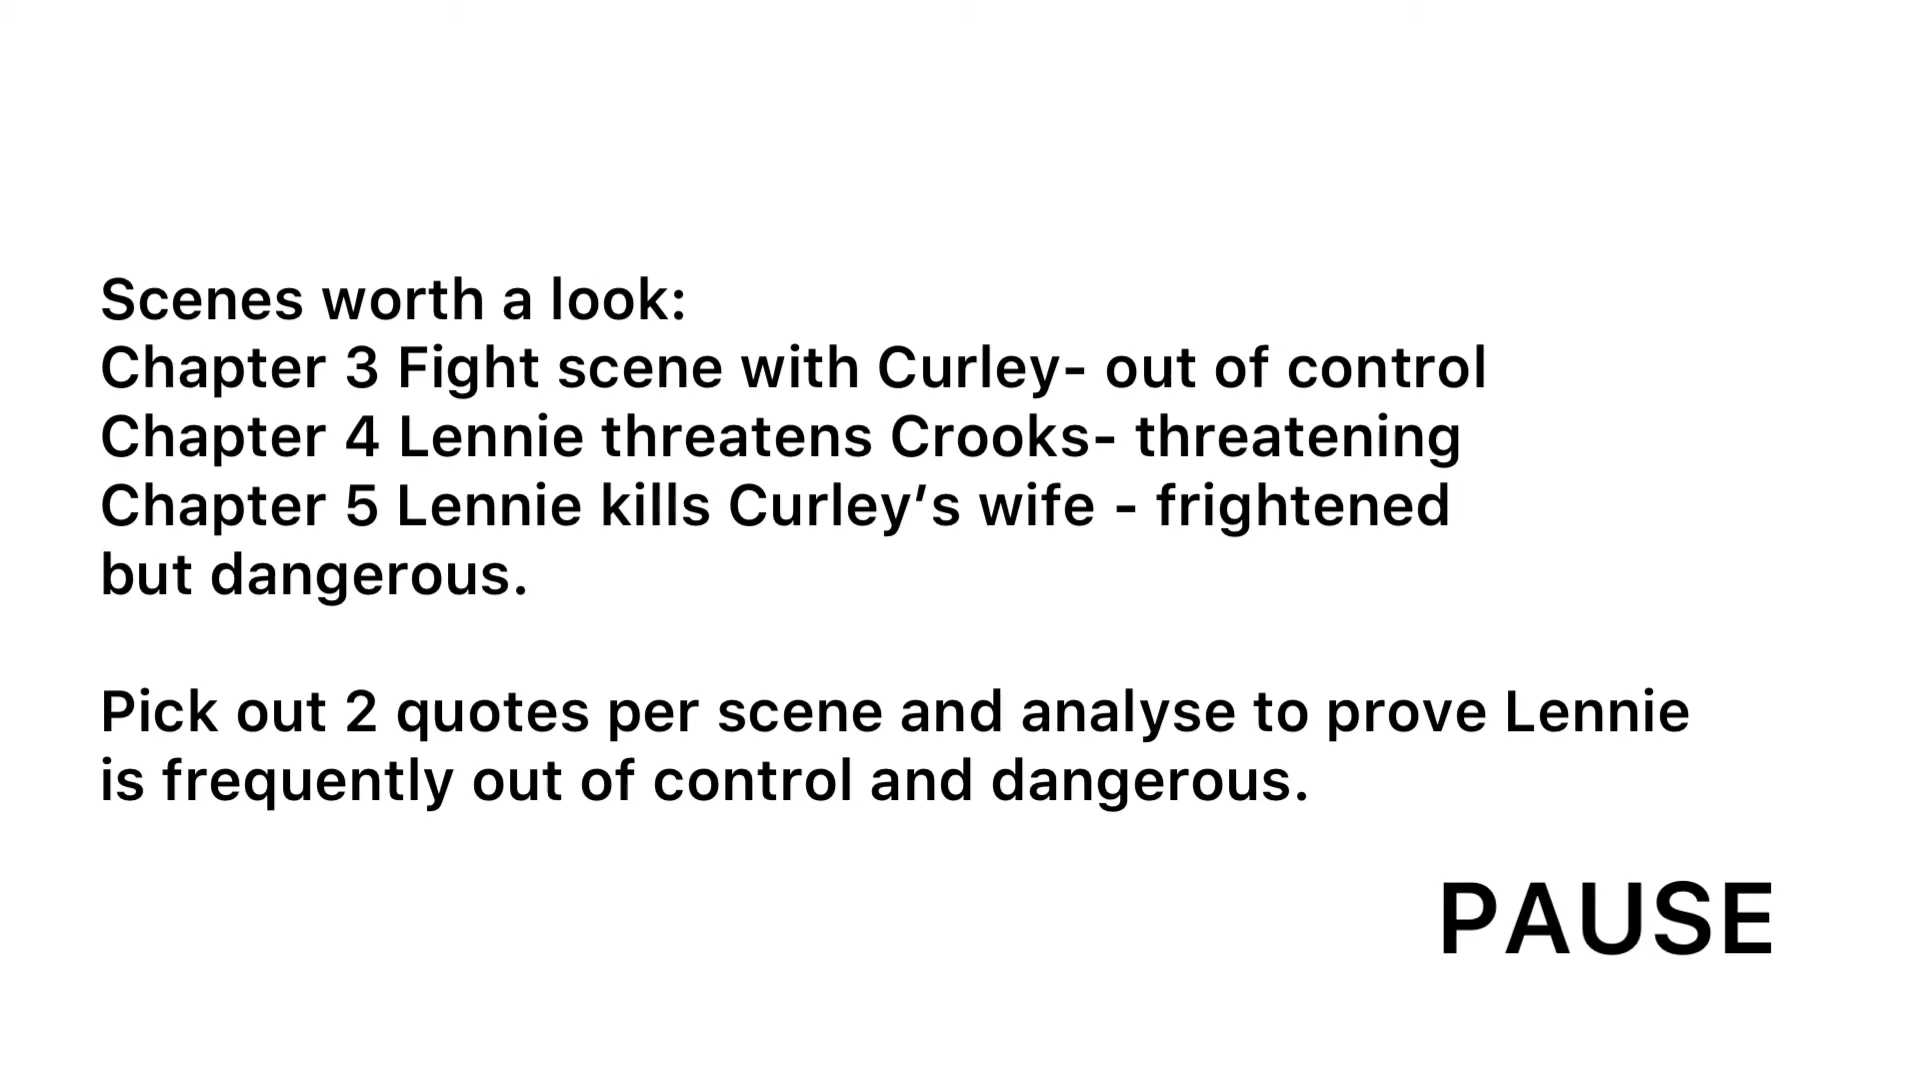 Scenes worth a look:
Chapter 3 Fight scene with Curley- out of control
Chapter 4 Lennie threatens Crooks- threatening
Chapter 5 Lennie kills Curley’s wife - frightened
but dangerous.
Pick out 2 quotes per scene and analyse to prove Lennie
is frequently out of control and dangerous.
PAUSE